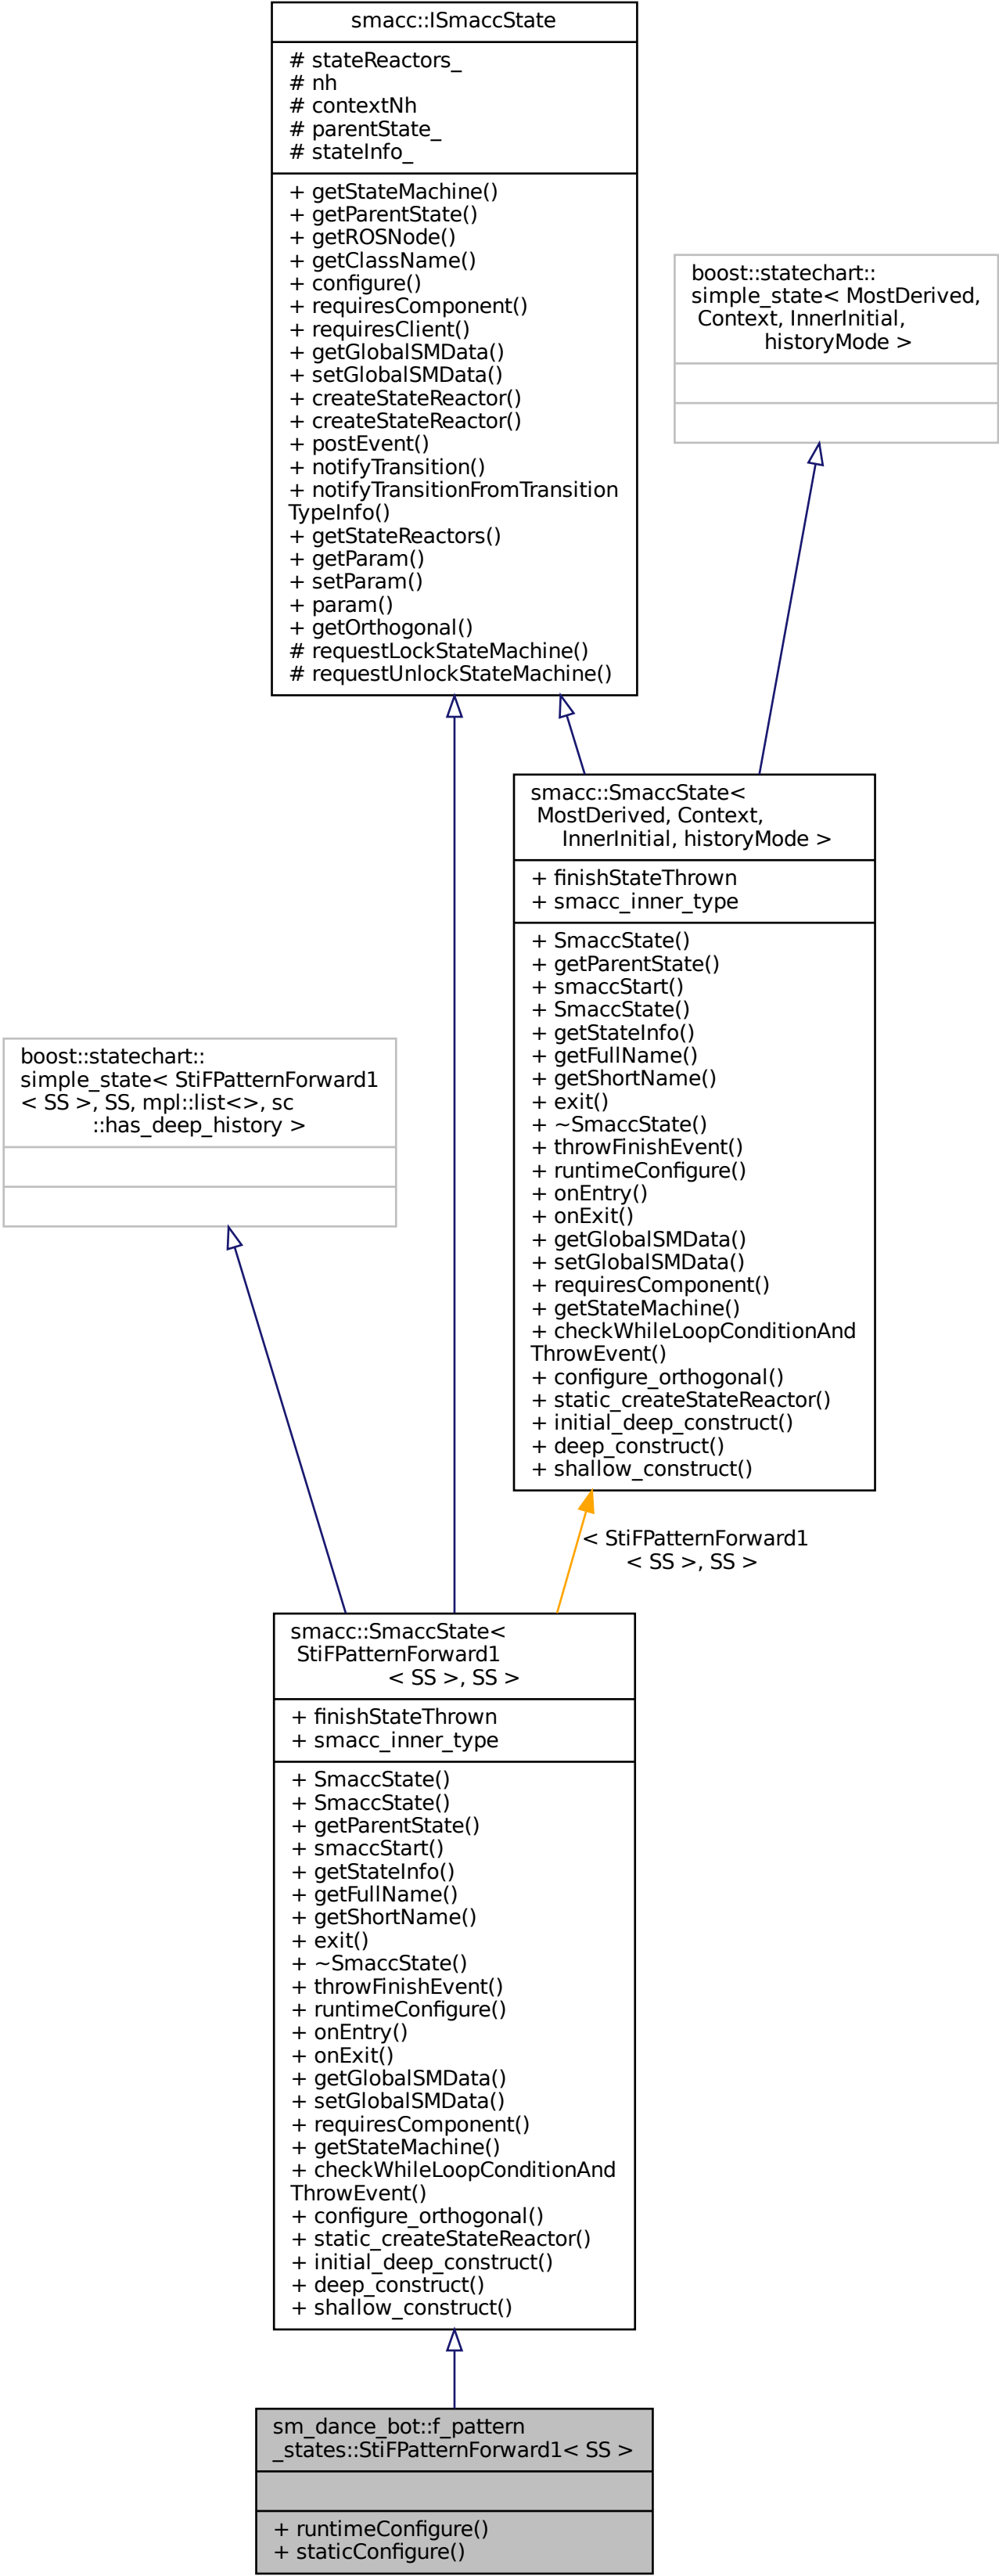 smacc::ISmaccState
# stateReactors_
# nh
# contextNh
# parentState_
# stateInfo_
+ getStateMachine()
+ getParentState()
+ getROSNode()
+ getClassName()
+ configure()
+ requiresComponent()
+ requiresClient()
+ getGlobalSMData()
+ setGlobalSMData()
+ createStateReactor()
+ createStateReactor()
+ postEvent()
+ notifyTransition()
+ notifyTransitionFromTransition
TypeInfo()
+ getStateReactors()
+ getParam()
+ setParam()
+ param()
+ getOrthogonal()
# requestLockStateMachine()
# requestUnlockStateMachine()
boost::statechart::
simple_state< MostDerived,
Context, InnerInitial,
historyMode >
smacc::SmaccState<
MostDerived, Context,
InnerInitial, historyMode >
+ finishStateThrown
+ smacc_inner_type
+ SmaccState()
+ getParentState()
+ smaccStart()
+ SmaccState()
+ getStateInfo()
+ getFullName()
+ getShortName()
+ exit()
+ ~SmaccState()
+ throwFinishEvent()
+ runtimeConfigure()
+ onEntry()
+ onExit()
+ getGlobalSMData()
+ setGlobalSMData()
+ requiresComponent()
+ getStateMachine()
+ checkWhileLoopConditionAnd
ThrowEvent()
+ configure_orthogonal()
+ static_createStateReactor()
+ initial_deep_construct()
+ deep_construct()
+ shallow_construct()
boost::statechart::
simple_state< StiFPatternForward1
< SS >, SS, mpl::list<>, sc
::has_deep_history >
< StiFPatternForward1
< SS >, SS >
smacc::SmaccState<
StiFPatternForward1
< SS >, SS >
+ finishStateThrown
+ smacc_inner_type
+ SmaccState()
+ SmaccState()
+ getParentState()
+ smaccStart()
+ getStateInfo()
+ getFullName()
+ getShortName()
+ exit()
+ ~SmaccState()
+ throwFinishEvent()
+ runtimeConfigure()
+ onEntry()
+ onExit()
+ getGlobalSMData()
+ setGlobalSMData()
+ requiresComponent()
+ getStateMachine()
+ checkWhileLoopConditionAnd
ThrowEvent()
+ configure_orthogonal()
+ static_createStateReactor()
+ initial_deep_construct()
+ deep_construct()
+ shallow_construct()
sm_dance_bot::f_pattern
_states::StiFPatternForward1< SS >
+ runtimeConfigure()
+ staticConfigure()